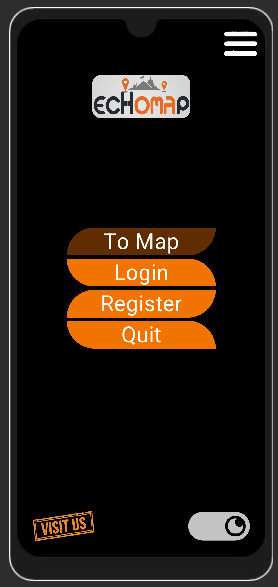 ECHOMAP
To Map
Login
Register
Quit
VISIT US